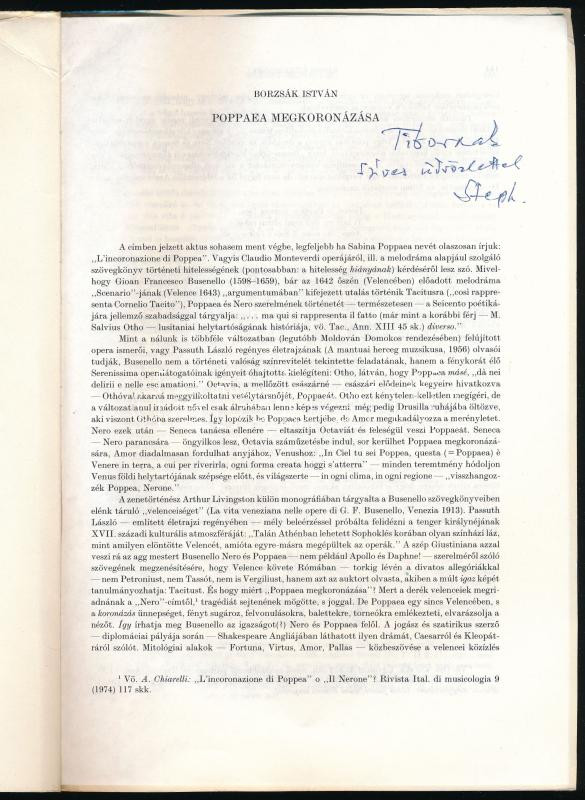 BORZSÁK ISTVÁN
POPPAEA MEGKORONÁZÁSA
Tibornak
szíves üdvözlettel
Steph.
A címben jelzett aktus sohasem ment végbe, legfeljebb ha Sabina Poppaea nevét olaszosan írjuk:
„L'incoronazione di Poppea". Vagyis Claudio Monteverdi operájáról, ill. a melodráma alapjául szolgáló
szövegkönyv történeti hitelességének (pontosabban: a hitelesség hiányának) kérdéséről lesz szó. Mivel-
hogy Gioan Francesco Busenello (1598–1659), bár az 1642 őszén (Velencében) előadott melodráma
„Scenario"-jának (Velence 1643) „argumentumában" kifejezett utalás történik Tacitusra („cosi rappre-
senta Cornelio Tacito"), Poppaea és Nero szerelmének történetét — természetesen — a Seicento poétiká-
jára jellemző szabadsággal tárgyalja: „. . . ma qui si rappresenta il fatto (már mint a korábbi férj — M.
Salvius Otho — lusitaniai helytartóságának históriája, vö. Tac., Ann. XIII 45 sk.) diverso."
Mint a nálunk is többféle változatban (legutóbb Moldován Domokos rendezésében) felújított
opera ismerői, vagy Passuth László regényes életrajzának (A mantuai herceg muzsikusa, 1956) olvasói
tudják, Busenello nem a történeti valóság színrevitelét tekintette feladatának, hanem a fénykorát élő
Serenissima operalátogatóinak igényeit óhajtotta kielégíteni: Otho, látván, hogy Poppaea másé, „dà nei
delirii e nelle esclamationi." Octavia, a mellőzött császárné — császári elődeinek kegyeire hivatkozva
— Othóval akarná meggyilkoltatni vetélytársnőjét, Poppaeát. Otho ezt kénytelen-kelletlen megígéri, de
a változatlanul imádott nővel csak álruhában lenne képes végezni: még pedig Drusilla ruhájába öltözve,
aki viszont Othóba szerelmes. Így lopózik be Poppaea kertjébe, de Amor megakadályozza a merényletet.
Nero ezek után — Seneca tanácsa ellenére — eltaszítja Octaviát és feleségül veszi Poppaeát. Seneca
— Nero parancsára — öngyilkos lesz, Octavia száműzetésbe indul, sor kerülhet Poppaea megkoronázá-
sára, Amor diadalmasan fordulhat anyjához, Venushoz: „In Ciel tu sei Poppea, questa (= Poppaea) è
Venere in terra, a cui per riverirla, ogni forma creata hoggi s'atterra" — minden teremtmény hódoljon
Venus földi helytartójának szépsége előtt, és világszerte — in ogni clima, in ogni regione — „visszhangoz-
zék Poppea, Nerone."
A zenetörténész Arthur Livingston külön monográfiában tárgyalta a Busenello szövegkönyveiben
elénk táruló „velenceiséget" (La vita veneziana nelle opere di G. F. Busenello, Venezia 1913). Passuth
László — említett életrajzi regényében — mély beleérzéssel próbálta felidézni a tenger királynéjának
XVII. századi kulturális atmoszféráját: „Talán Athénban lehetett Sophoklés korában olyan színházi láz,
mint amilyen elöntötte Velencét, amióta egyre-másra megépültek az operák." A szép Giustiniana azzal
veszi rá az agg mestert Busenello Nero és Poppaea — nem például Apollo és Daphne! — szerelméről szóló
szövegének megzenésítésére, hogy Velence követe Rómában — torkig lévén a divatos allegóriákkal
— nem Petroniust, nem Tassót, nem is Vergiliust, hanem azt az auktort olvasta, akiben a múlt igaz képét
tanulmányozhatja: Tacitust. És hogy miért „Poppaea megkoronázása"? Mert a derék velenceiek megri-
adnának a „Nero"-címtől,¹ tragédiát sejtenének mögötte, s joggal. De Poppaea egy sincs Velencében, s
a koronázás ünnepséget, fényt sugároz, felvonulásokra, balettekre, torneókra emlékezteti, elvarázsolja a
nézőt. Így írhatja meg Busenello az igazságot(?) Nero és Poppaea felől. A jogász és szatirikus szerző
— diplomáciai pályája során — Shakespeare Angliájában láthatott ilyen drámát, Caesarról és Kleopát-
ráról szólót. Mitológiai alakok — Fortuna, Virtus, Amor, Pallas — közbeszövése a velencei közízlés
¹ Vö. A. Chiarelli: „L'incoronazione di Poppea" o „Il Nerone"? Rivista Ital. di musicologia 9
(1974) 117 skk.